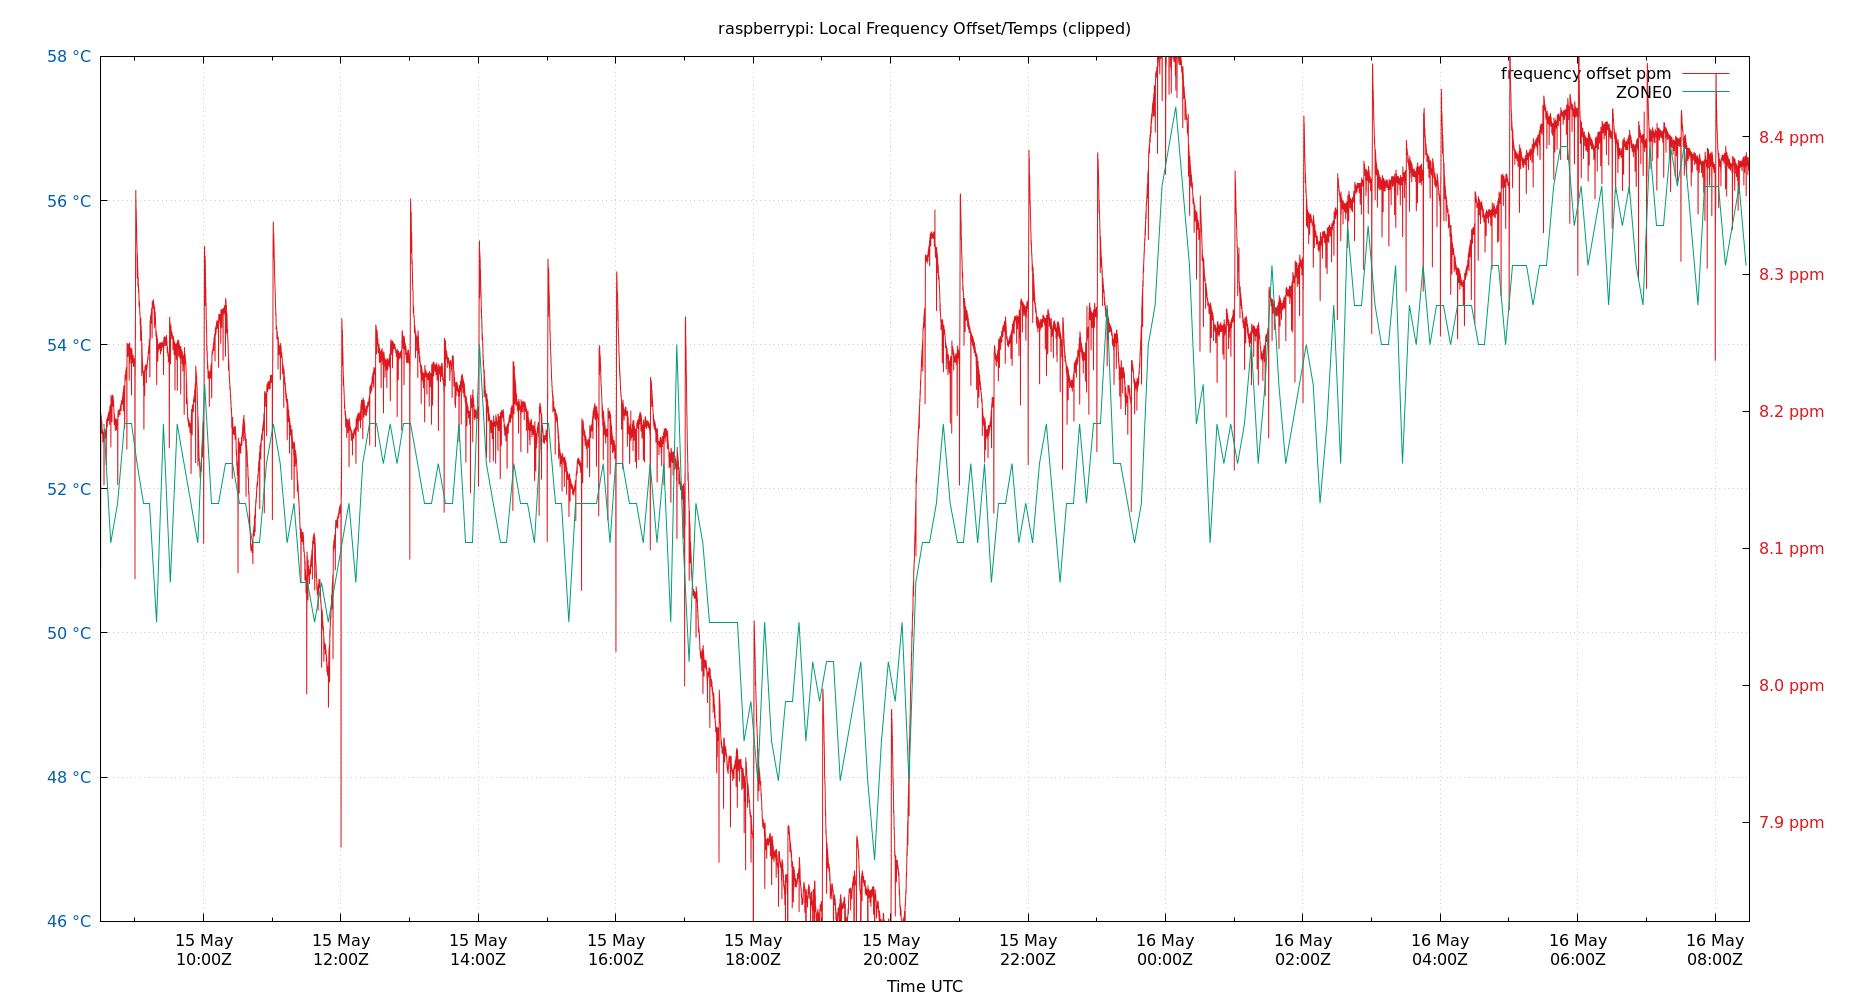 raspberrypi: Local Frequency Offset/Temps (clipped)
58 °C
56 °C
54 °C
52 °C
50 °C
48 °C
46 °C
frequency offset ppm
ZONE0
8.4 ppm
8.3 ppm
8.2 ppm
8.1 ppm
8.0 ppm
7.9 ppm
15 May 15 May 15 May 15 May 15 May 15 May 15 May 16 May 16 May 16 May 16 May 16 May
10:00Z 12:00Z 14:00Z 16:00Z 18:00Z 20:00Z 22:00Z 00:00Z 02:00Z 04:00Z 06:00Z 08:00Z
Time UTC